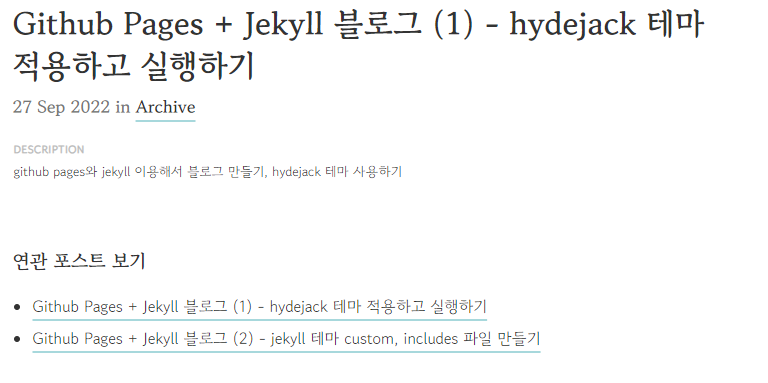 Github Pages + Jekyll 블로그 (1) - hydejack 테마
적용하고 실행하기
27 Sep 2022 in Archive
DESCRIPTION
github pages와 jekyll 이용해서 블로그 만들기, hydejack 테마 사용하기
연관 포스트 보기
Github Pages + Jekyll 블로그 (1) - hydejack 테마 적용하고 실행하기
Github Pages + Jekyll 블로그 (2) - jekyll 테마 custom, includes 파일 만들기